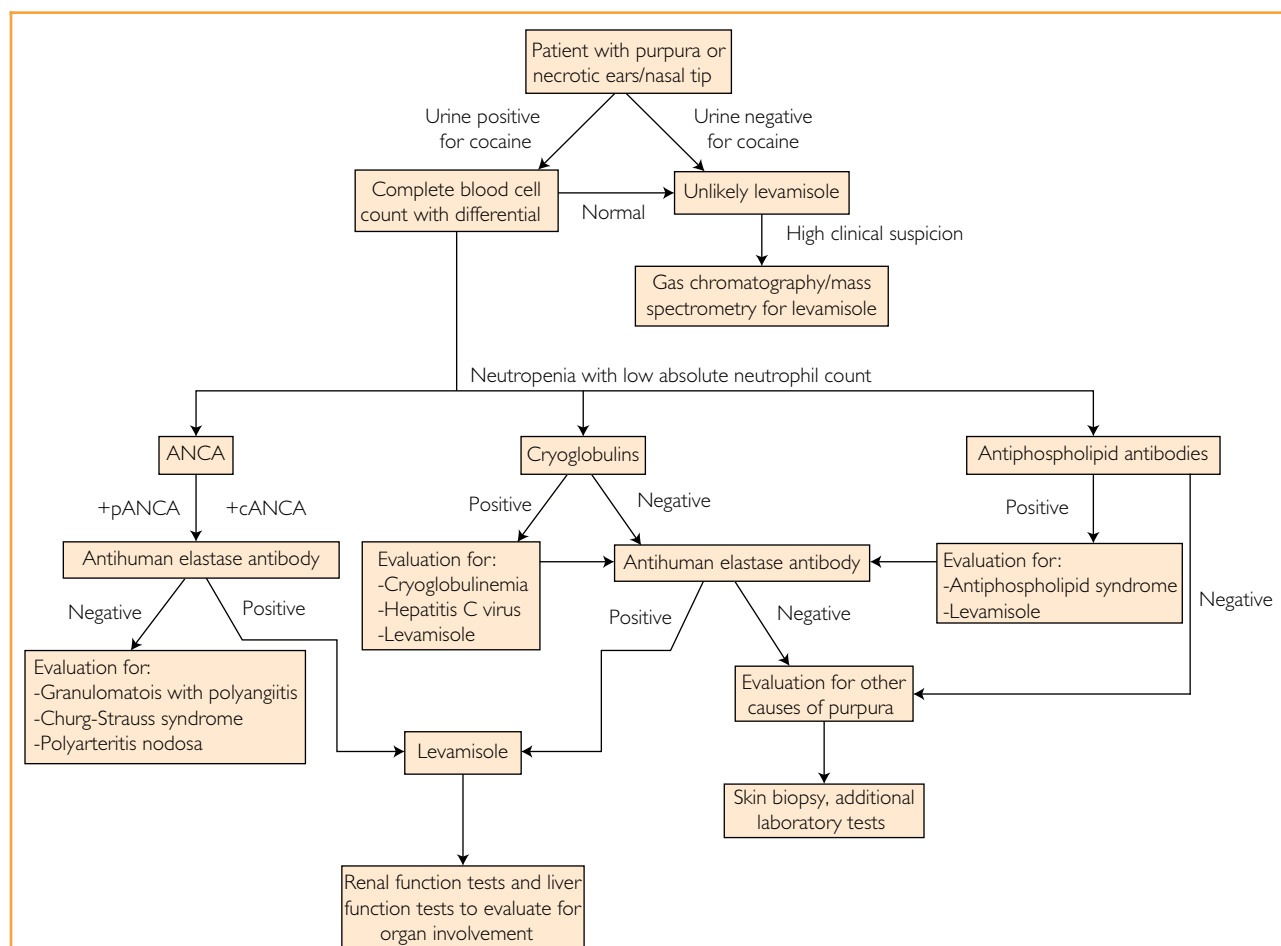 Patient with purpura or
necrotic ears/nasal tip
Urine positive
for cocaine
Urine negative
for cocaine
Complete blood cell
count with differential
Normal
Unlikely levamisole
High clinical suspicion
Gas chromatography/mass
spectrometry for levamisole
Neutropenia with low absolute neutrophil count
ANCA
Cryoglobulins
Antiphospholipid antibodies
+pANCA
+cANCA
Positive
Negative
Positive
Antihuman elastase antibody
Evaluation for:
-Cryoglobulinemia
-Hepatitis C virus
-Levamisole
Antihuman elastase antibody
Evaluation for:
-Antiphospholipid syndrome
-Levamisole
Negative
Negative
Positive
Positive
Negative
Evaluation for:
-Granulomatois with polyangiitis
-Churg-Strauss syndrome
-Polyarteritis nodosa
Evaluation for other
causes of purpura
Levamisole
Skin biopsy, additional
laboratory tests
Renal function tests and liver
function tests to evaluate for
organ involvement